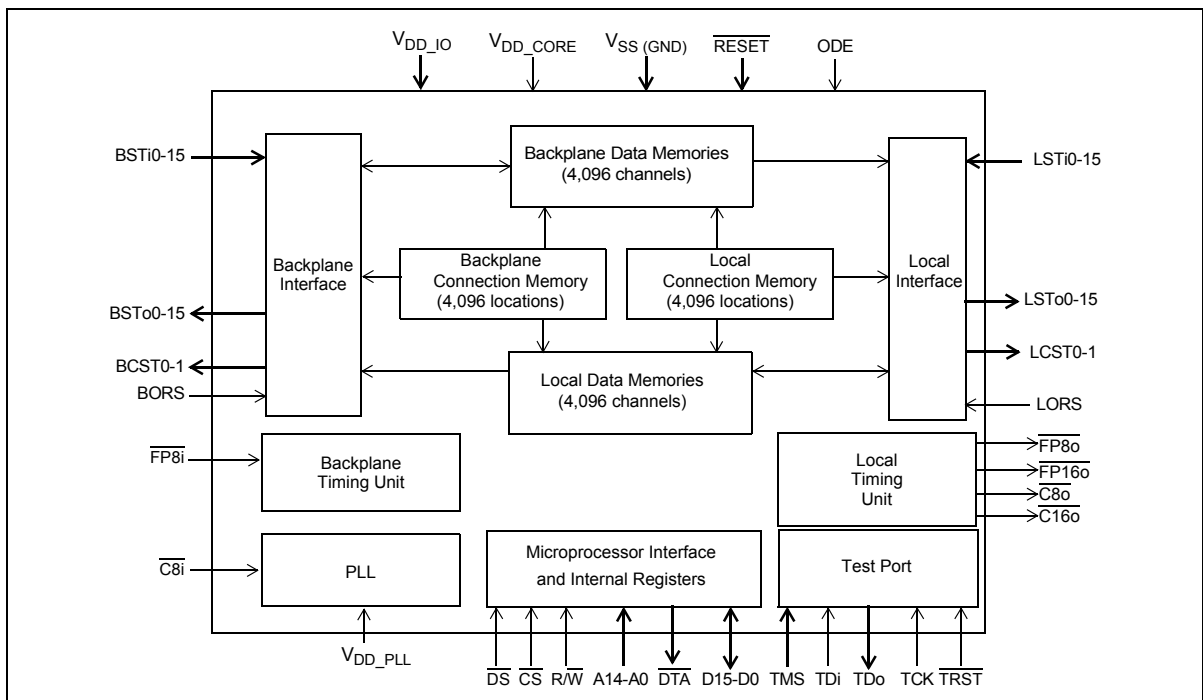 V_DD_IO
V_DD_CORE
V_SS (GND)
RESET
ODE
BSTi0-15
Backplane Data Memories
(4,096 channels)
LSTi0-15
Backplane
Interface
Backplane
Connection Memory
(4,096 locations)
Local
Connection Memory
(4,096 locations)
Local
Interface
BSTo0-15
LSTo0-15
BCST0-1
LCST0-1
Local Data Memories
(4,096 channels)
BORS
LORS
FP8i
Backplane
Timing Unit
Local
Timing
Unit
FP8o
FP16o
C8o
C16o
C8i
PLL
Microprocessor Interface
and Internal Registers
Test Port
V_DD_PLL
DS
CS
R/W
A14-A0
DTA
D15-D0
TMS
TDi
TDo
TCK
TRST